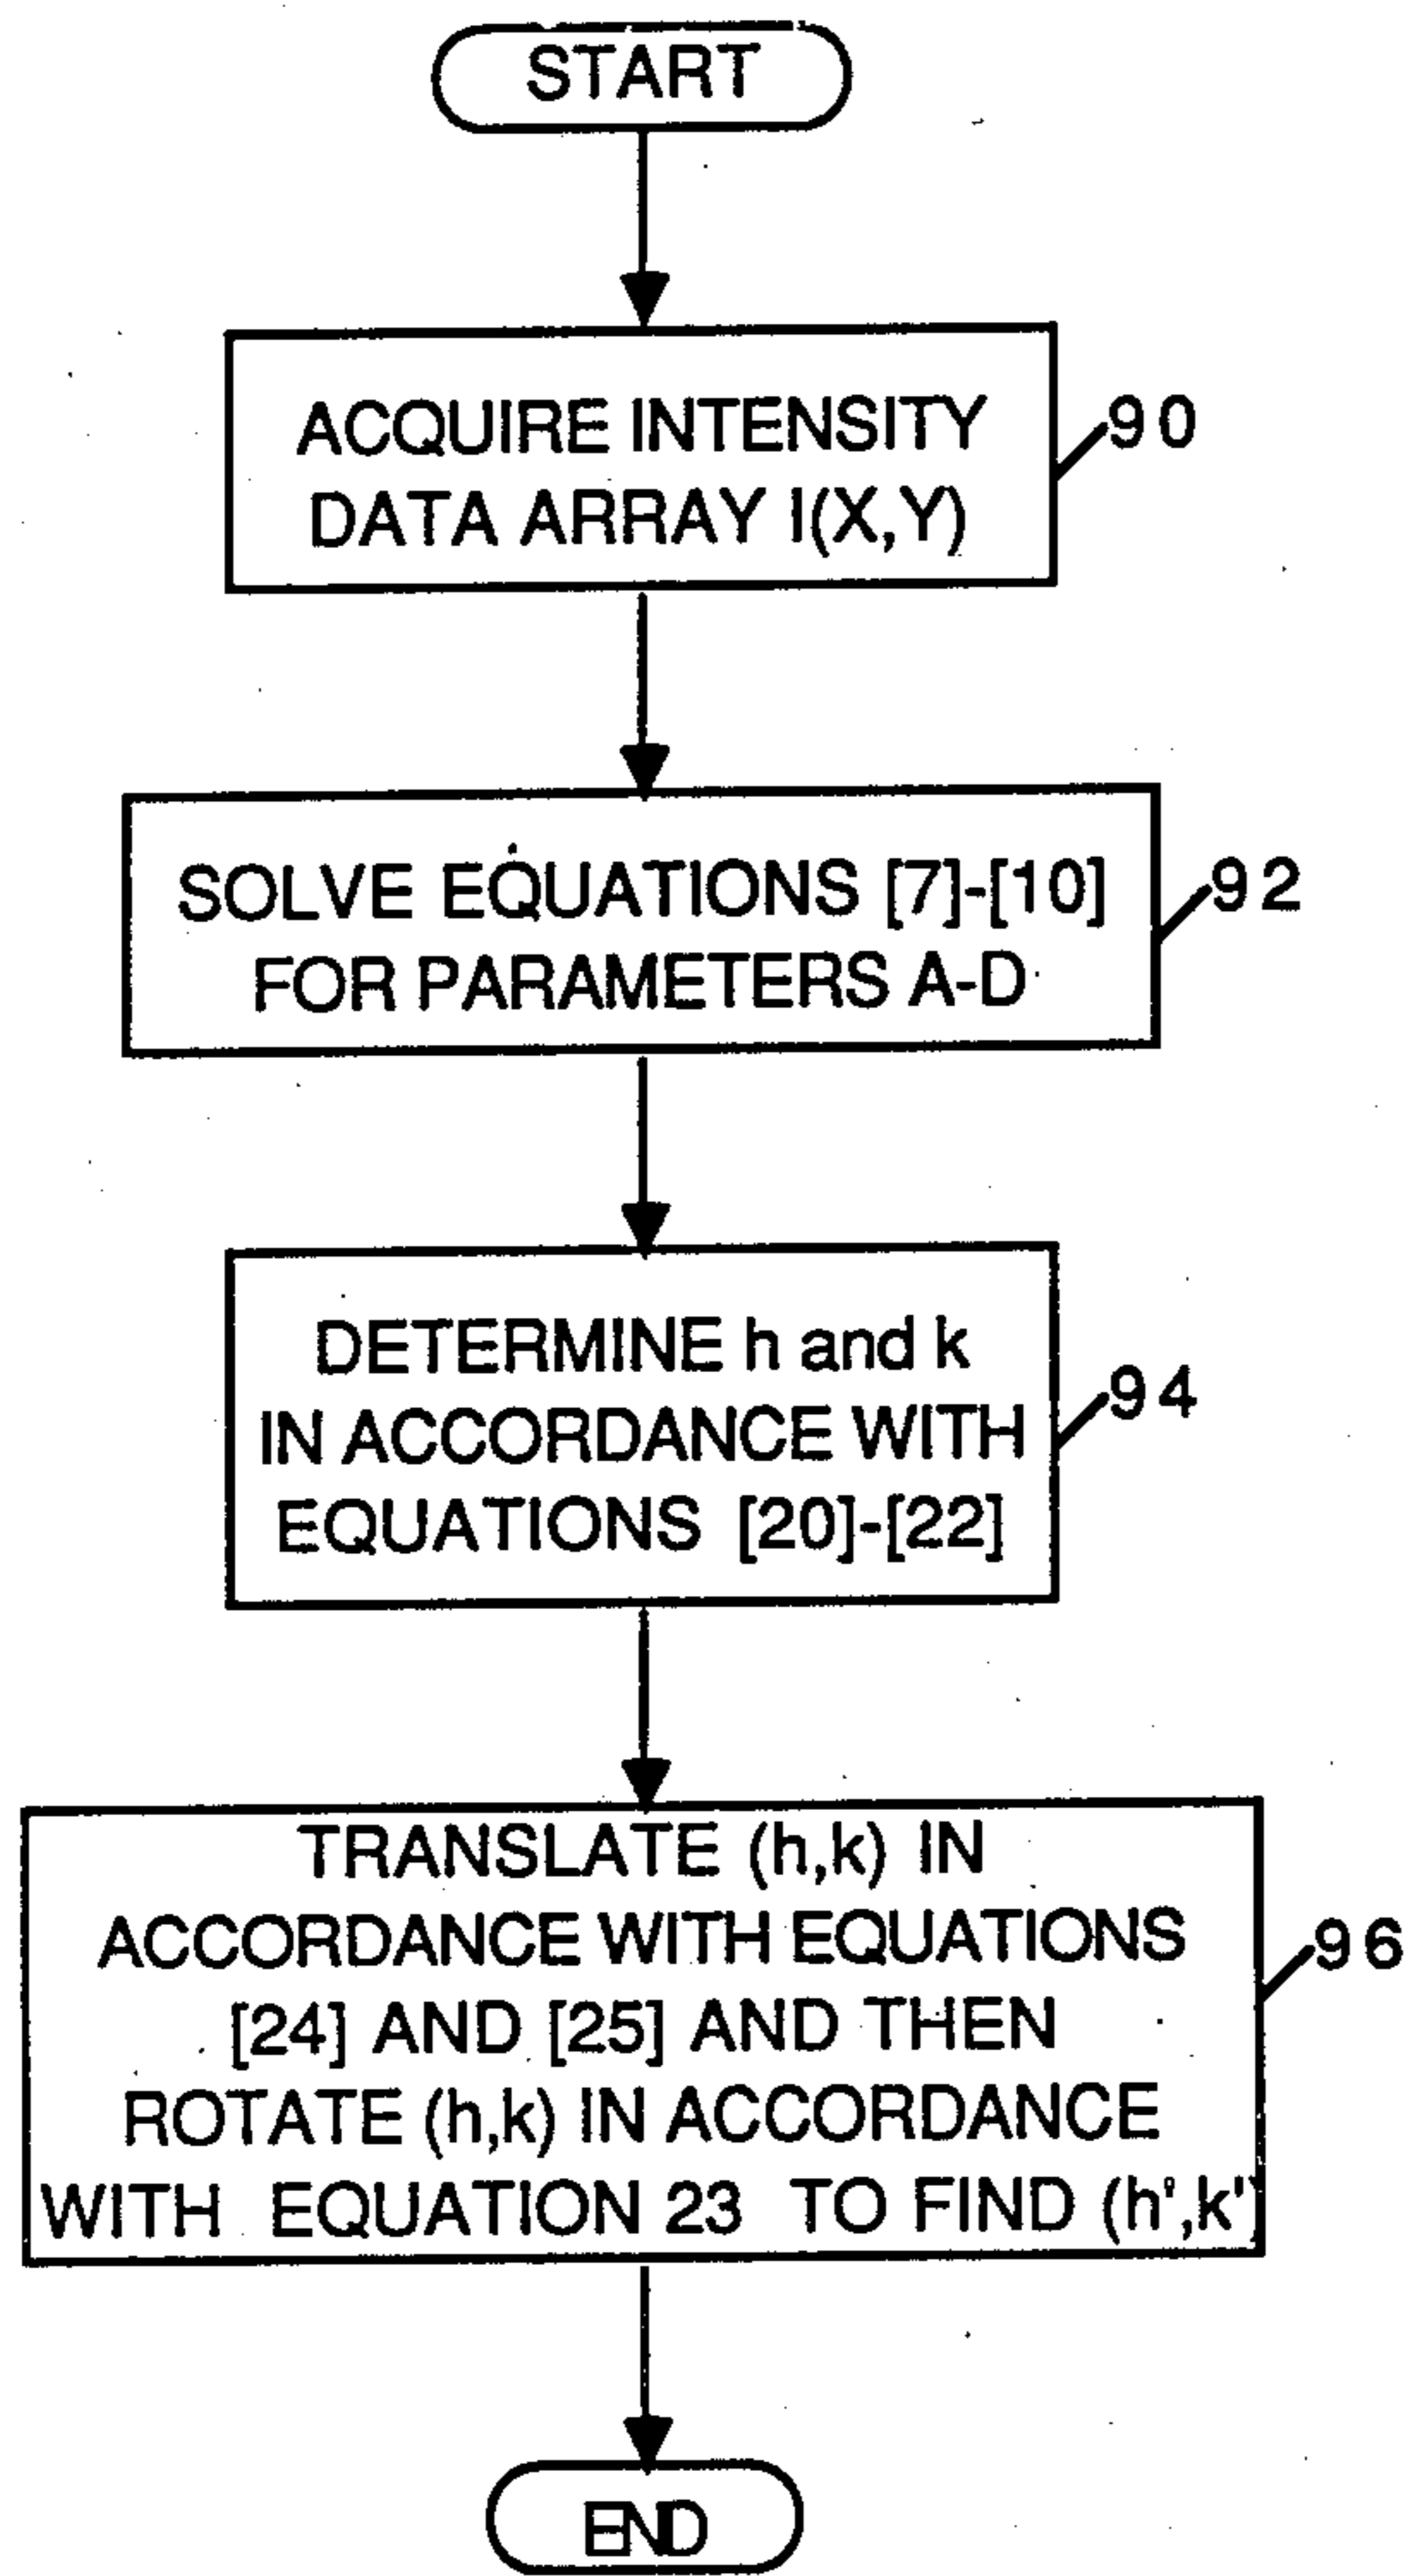 START
ACQUIRE INTENSITY
DATA ARRAY I(X,Y)
90
SOLVE EQUATIONS [7]-[10]
FOR PARAMETERS A-D
92
DETERMINE h and k
IN ACCORDANCE WITH
EQUATIONS [20]-[22]
94
TRANSLATE (h,k) IN
ACCORDANCE WITH EQUATIONS
[24] AND [25] AND THEN
ROTATE (h,k) IN ACCORDANCE
WITH EQUATION 23 TO FIND (h',k')
96
END